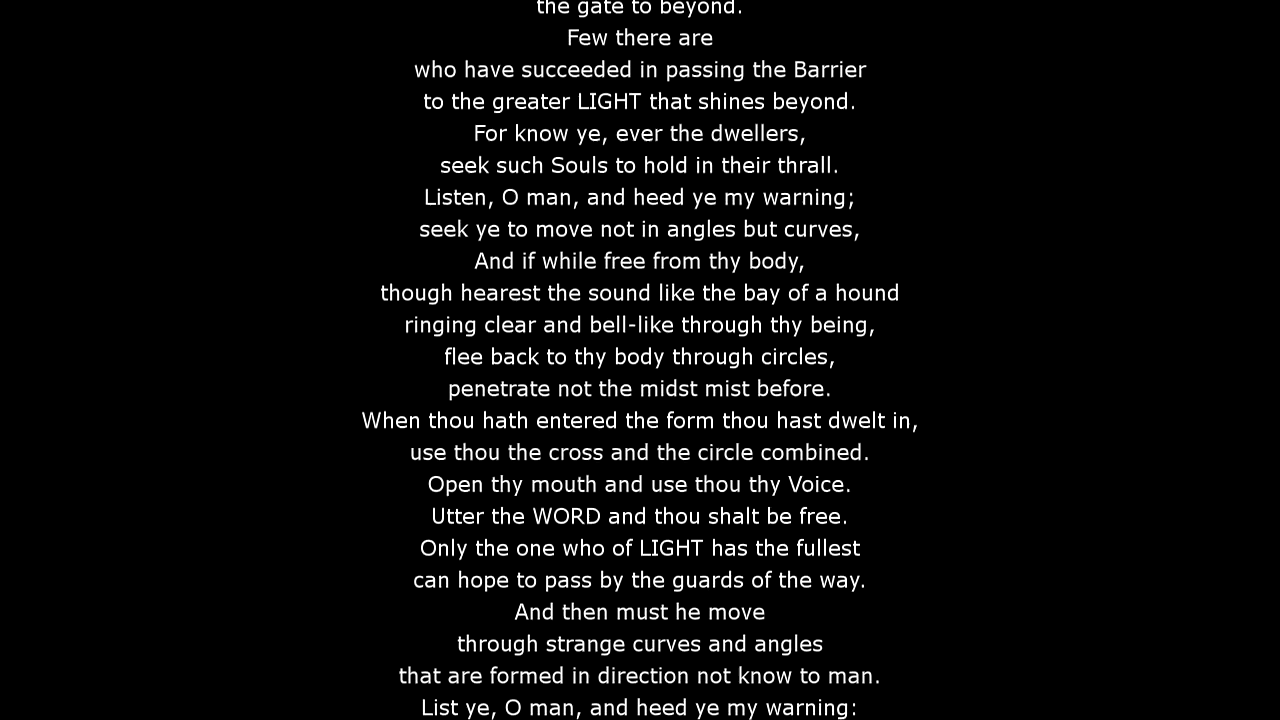 the gate to beyond.
Few there are
who have succeeded in passing the Barrier
to the greater LIGHT that shines beyond.
For know ye, ever the dwellers,
seek such Souls to hold in their thrall.
Listen, O man, and heed ye my warning;
seek ye to move not in angles but curves,
And if while free from thy body,
though hearest the sound like the bay of a hound
ringing clear and bell-like through thy being,
flee back to thy body through circles,
penetrate not the midst mist before.
When thou hath entered the form thou hast dwelt in,
use thou the cross and the circle combined.
Open thy mouth and use thou thy Voice.
Utter the WORD and thou shalt be free.
Only the one who of LIGHT has the fullest
can hope to pass by the guards of the way.
And then must he move
through strange curves and angles
that are formed in direction not know to man.
List ye, O man, and heed ye my warning: